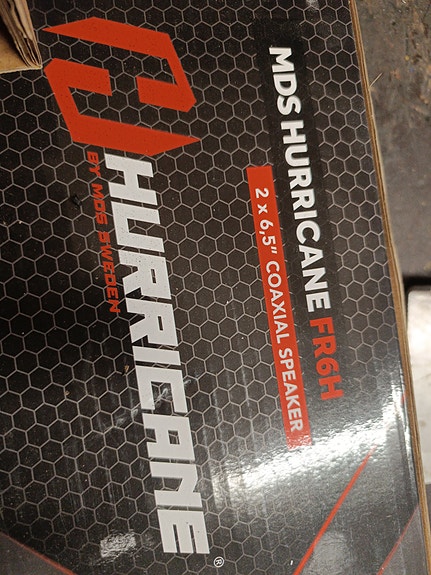 HURRICANE®
BY MDS SWEDEN
MDS HURRICANE FR6H
2 x 6,5" COAXIAL SPEAKER